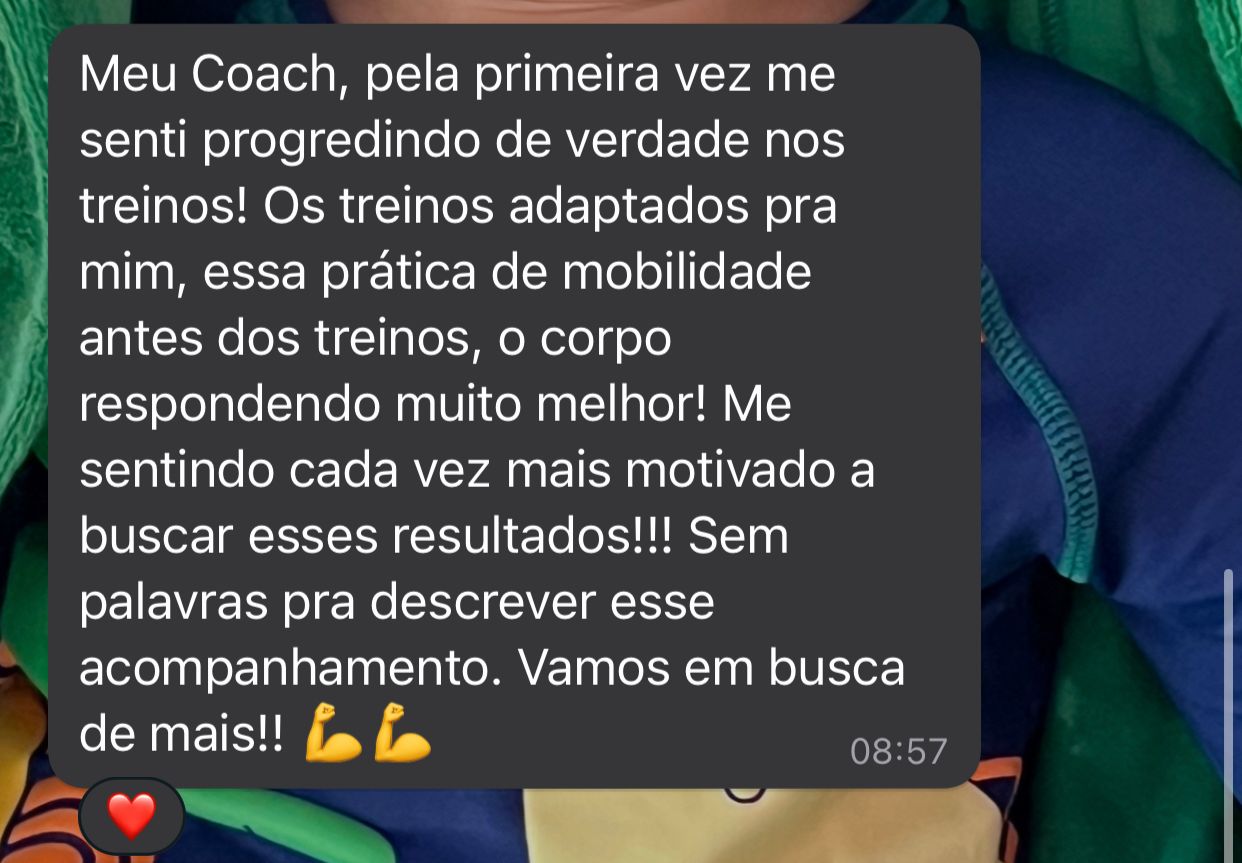 Meu Coach, pela primeira vez me
senti progredindo de verdade nos
treinos! Os treinos adaptados pra
mim, essa prática de mobilidade
antes dos treinos, o corpo
respondendo muito melhor! Me
sentindo cada vez mais motivado a
buscar esses resultados!!! Sem
palavras pra descrever esse
acompanhamento. Vamos em busca
de mais!! 💪💪
08:57